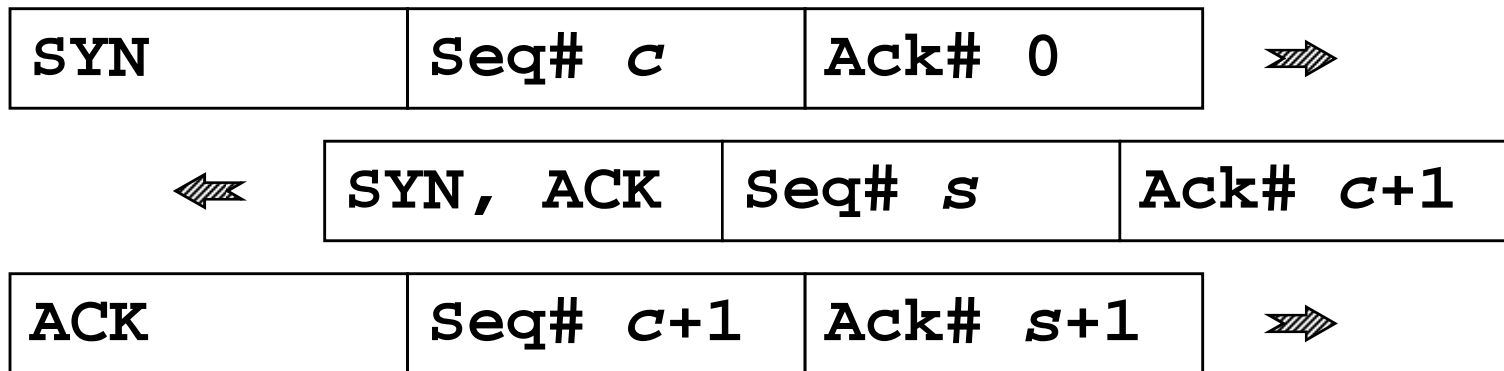 SYN Seq# c Ack# 0
SYN, ACK Seq# s Ack# c+1
ACK Seq# c+1 Ack# s+1